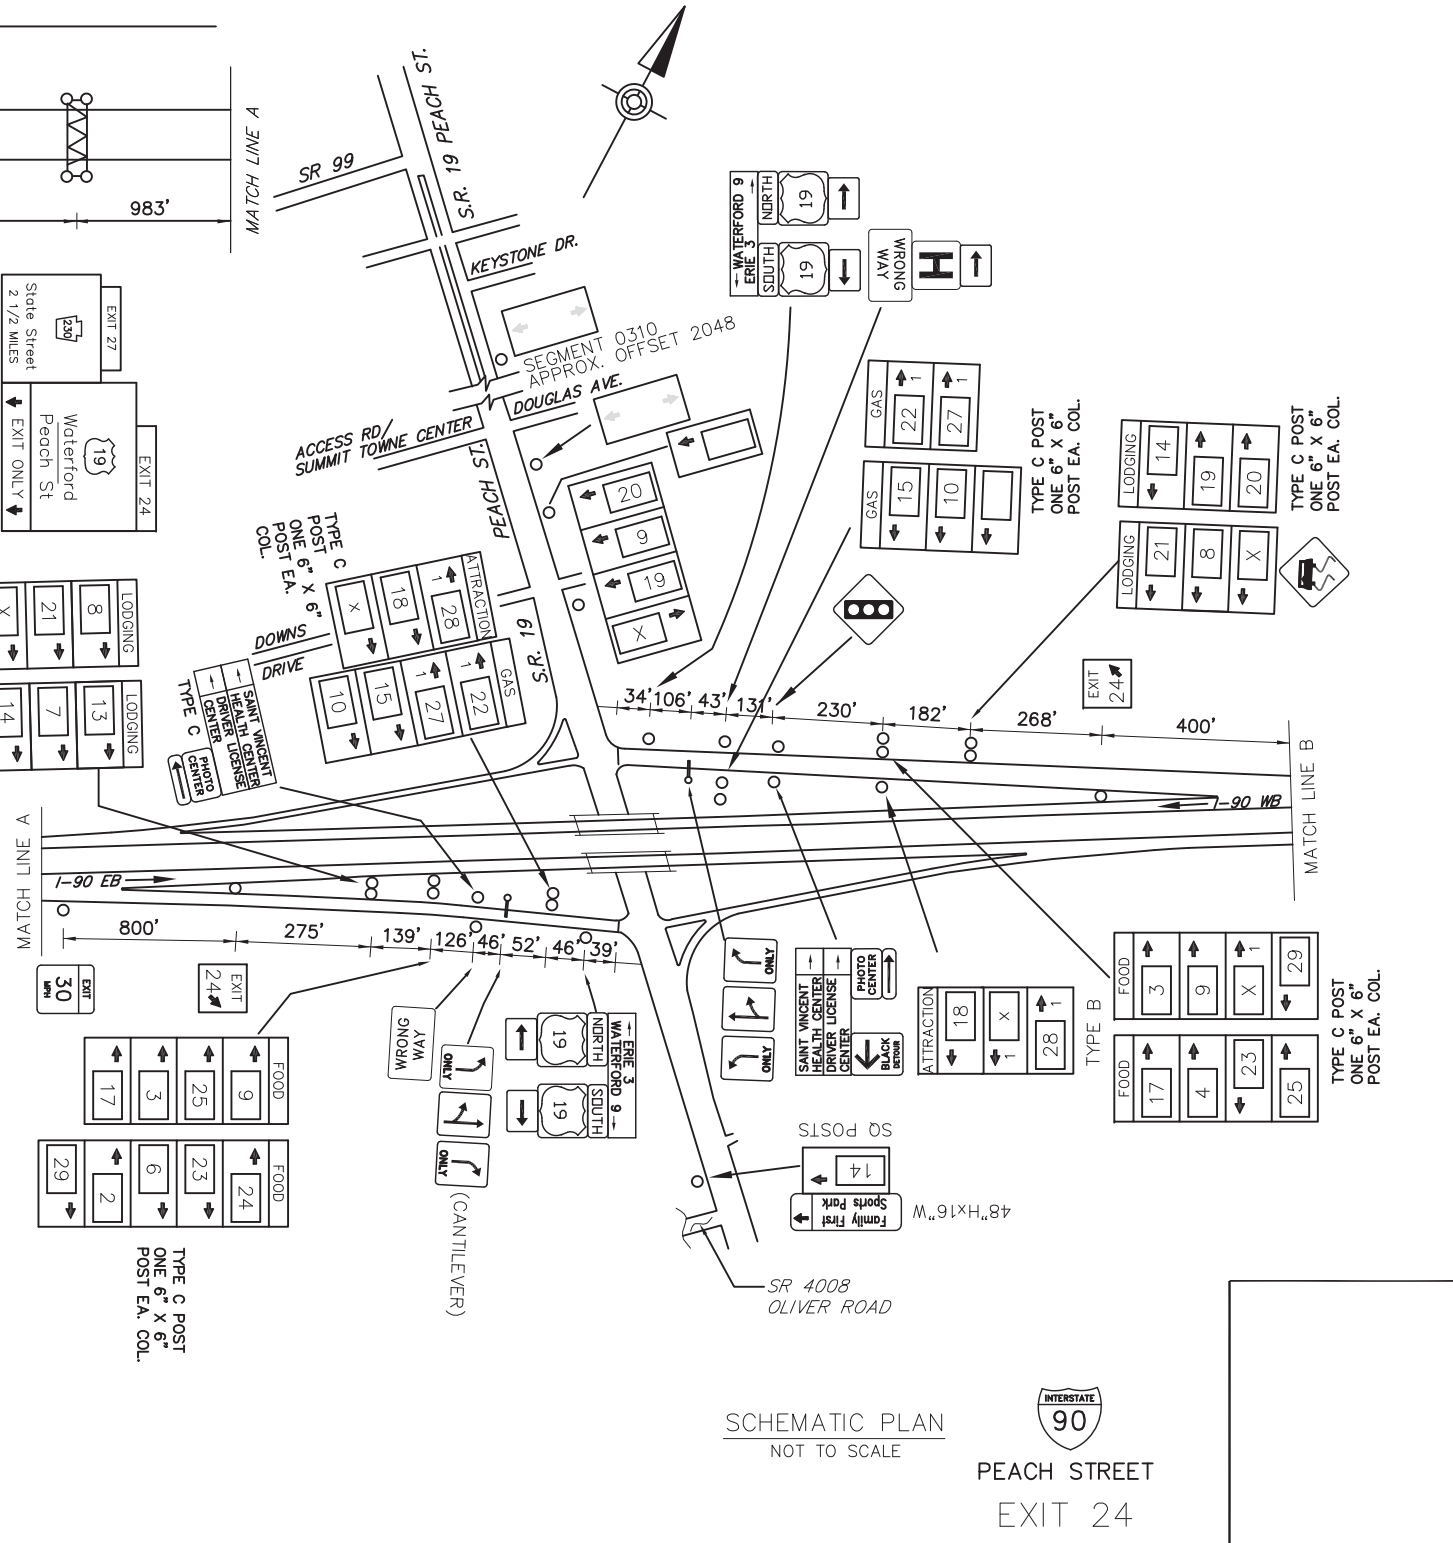 983'
MATCH LINE A
SR 99
S.R. 19 PEACH ST.
KEYSTONE DR.
SEGMENT 0310
APPROX. OFFSET 2048
DOUGLAS AVE.
ACCESS RD/
SUMMIT TOWNE CENTER
PEACH ST.
← WATERFORD 9
ERIE 3 →
NORTH
19
SOUTH
19
WRONG
WAY
H
EXIT 27
230
State Street
2 1/2 MILES
EXIT 24
19
Waterford
Peach St
EXIT ONLY
GAS
22
1
27
1
GAS
15
10
TYPE C POST
ONE 6" X 6"
POST EA. COL.
LODGING
14
19
20
LODGING
21
8
X
TYPE C POST
ONE 6" X 6"
POST EA. COL.
20
9
19
X
TYPE C
POST
ONE 6" X 6"
POST EA.
COL.
ATTRACTION
1
28
18
X
GAS
1
22
1
27
15
10
DOWNS
DRIVE
S.R. 19
LODGING
8
21
X
LODGING
13
7
14
TYPE C
SAINT VINCENT
HEALTH CENTER
DRIVER LICENSE
CENTER
PHOTO
CENTER
34'
106'
43'
131'
230'
182'
268'
400'
EXIT
24
MATCH LINE B
I-90 WB
MATCH LINE A
I-90 EB
800'
275'
139'
126'
46'
52'
46'
39'
EXIT
30
MPH
EXIT
24
FOOD
9
25
3
17
FOOD
24
23
6
2
29
TYPE C POST
ONE 6" X 6"
POST EA. COL.
WRONG
WAY
ONLY
ONLY
(CANTILEVER)
← ERIE 3
WATERFORD 9 →
NORTH
19
SOUTH
19
ONLY
ONLY
SAINT VINCENT
HEALTH CENTER
DRIVER LICENSE
CENTER
PHOTO
CENTER
BLACK
DETOUR
ATTRACTION
18
X
1
28
1
TYPE B
FOOD
3
9
X
1
29
FOOD
17
4
23
25
TYPE C POST
ONE 6" X 6"
POST EA. COL.
SQ POSTS
14
Family First
Sports Park
48"Hx16"W
SR 4008
OLIVER ROAD
SCHEMATIC PLAN
NOT TO SCALE
INTERSTATE
90
PEACH STREET
EXIT 24